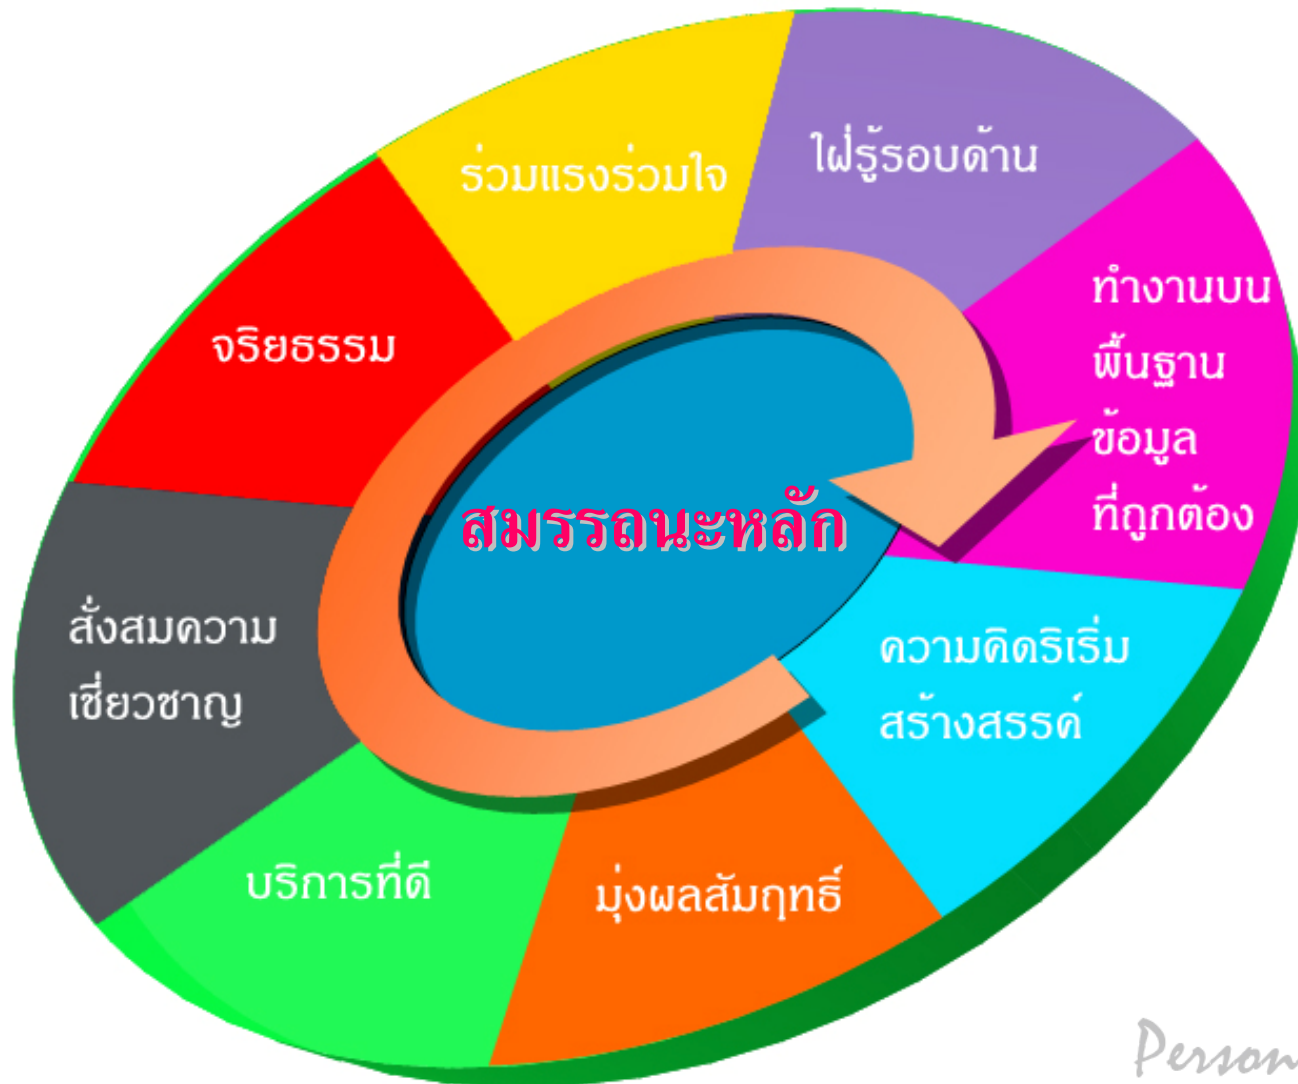 ร่วมแรงร่วมใจ
ใฝ่รู้รอบด้าน
ทำงานบน
พื้นฐาน
ข้อมูล
ที่ถูกต้อง
จริยธรรม
สมรรถนะหลัก
สั่งสมความ
เชี่ยวชาญ
ความคิดริเริ่ม
สร้างสรรค์
บริการที่ดี
มุ่งผลสัมฤทธิ์
Person